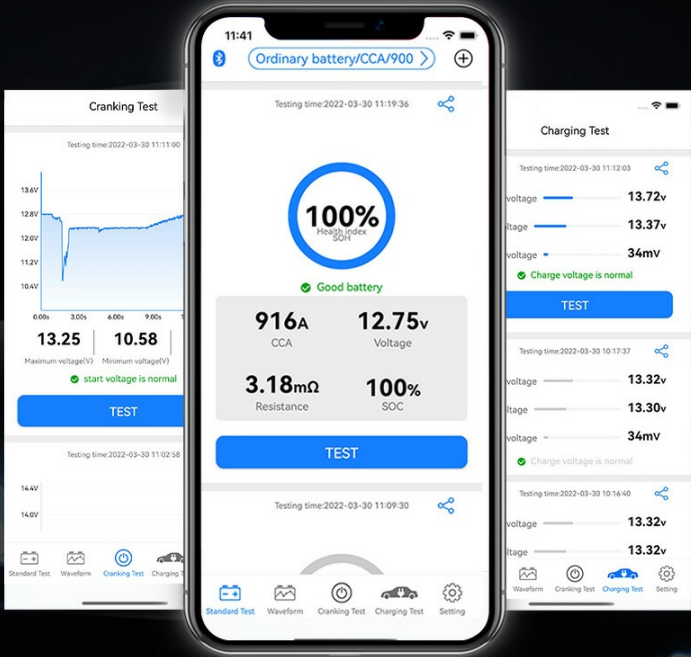 Cranking Test
Testing time:2022-03-30 11:11:00
13.6V
12.8V
12.0V
11.2V
10.4V
0.00s 3.00s 6.00s 9.00s
13.25 10.58
Maximum voltage(V) Minimum voltage(V)
start voltage is normal
TEST
Testing time:2022-03-30 11:02:58
14.4V
14.0V
Standard Test Waveform Cranking Test Charging
11:41
Ordinary battery/CCA/900
Testing time:2022-03-30 11:19:36
100%
Health index
SOH
Good battery
916A 12.75v
CCA Voltage
3.18mΩ 100%
Resistance SOC
TEST
Testing time:2022-03-30 11:09:30
Standard Test Waveform Cranking Test Charging Test Setting
Charging Test
Testing time:2022-03-30 11:12:03
voltage 13.72v
ltage 13.37v
voltage 34mV
Charge voltage is normal
TEST
Testing time:2022-03-30 10:17:37
voltage 13.32v
ltage 13.30v
voltage 34mV
Charge voltage is normal
Testing time:2022-03-30 10:16:40
voltage 13.32v
ltage 13.32v
Waveform Cranking Test Charging Test Setting